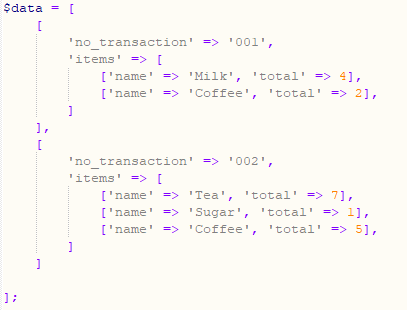 $data = [
    [
        'no_transaction' => '001',
        'items' => [
            ['name' => 'Milk', 'total' => 4],
            ['name' => 'Coffee', 'total' => 2],
        ]
    ],
    [
        'no_transaction' => '002',
        'items' => [
            ['name' => 'Tea', 'total' => 7],
            ['name' => 'Sugar', 'total' => 1],
            ['name' => 'Coffee', 'total' => 5],
        ]
    ]

];